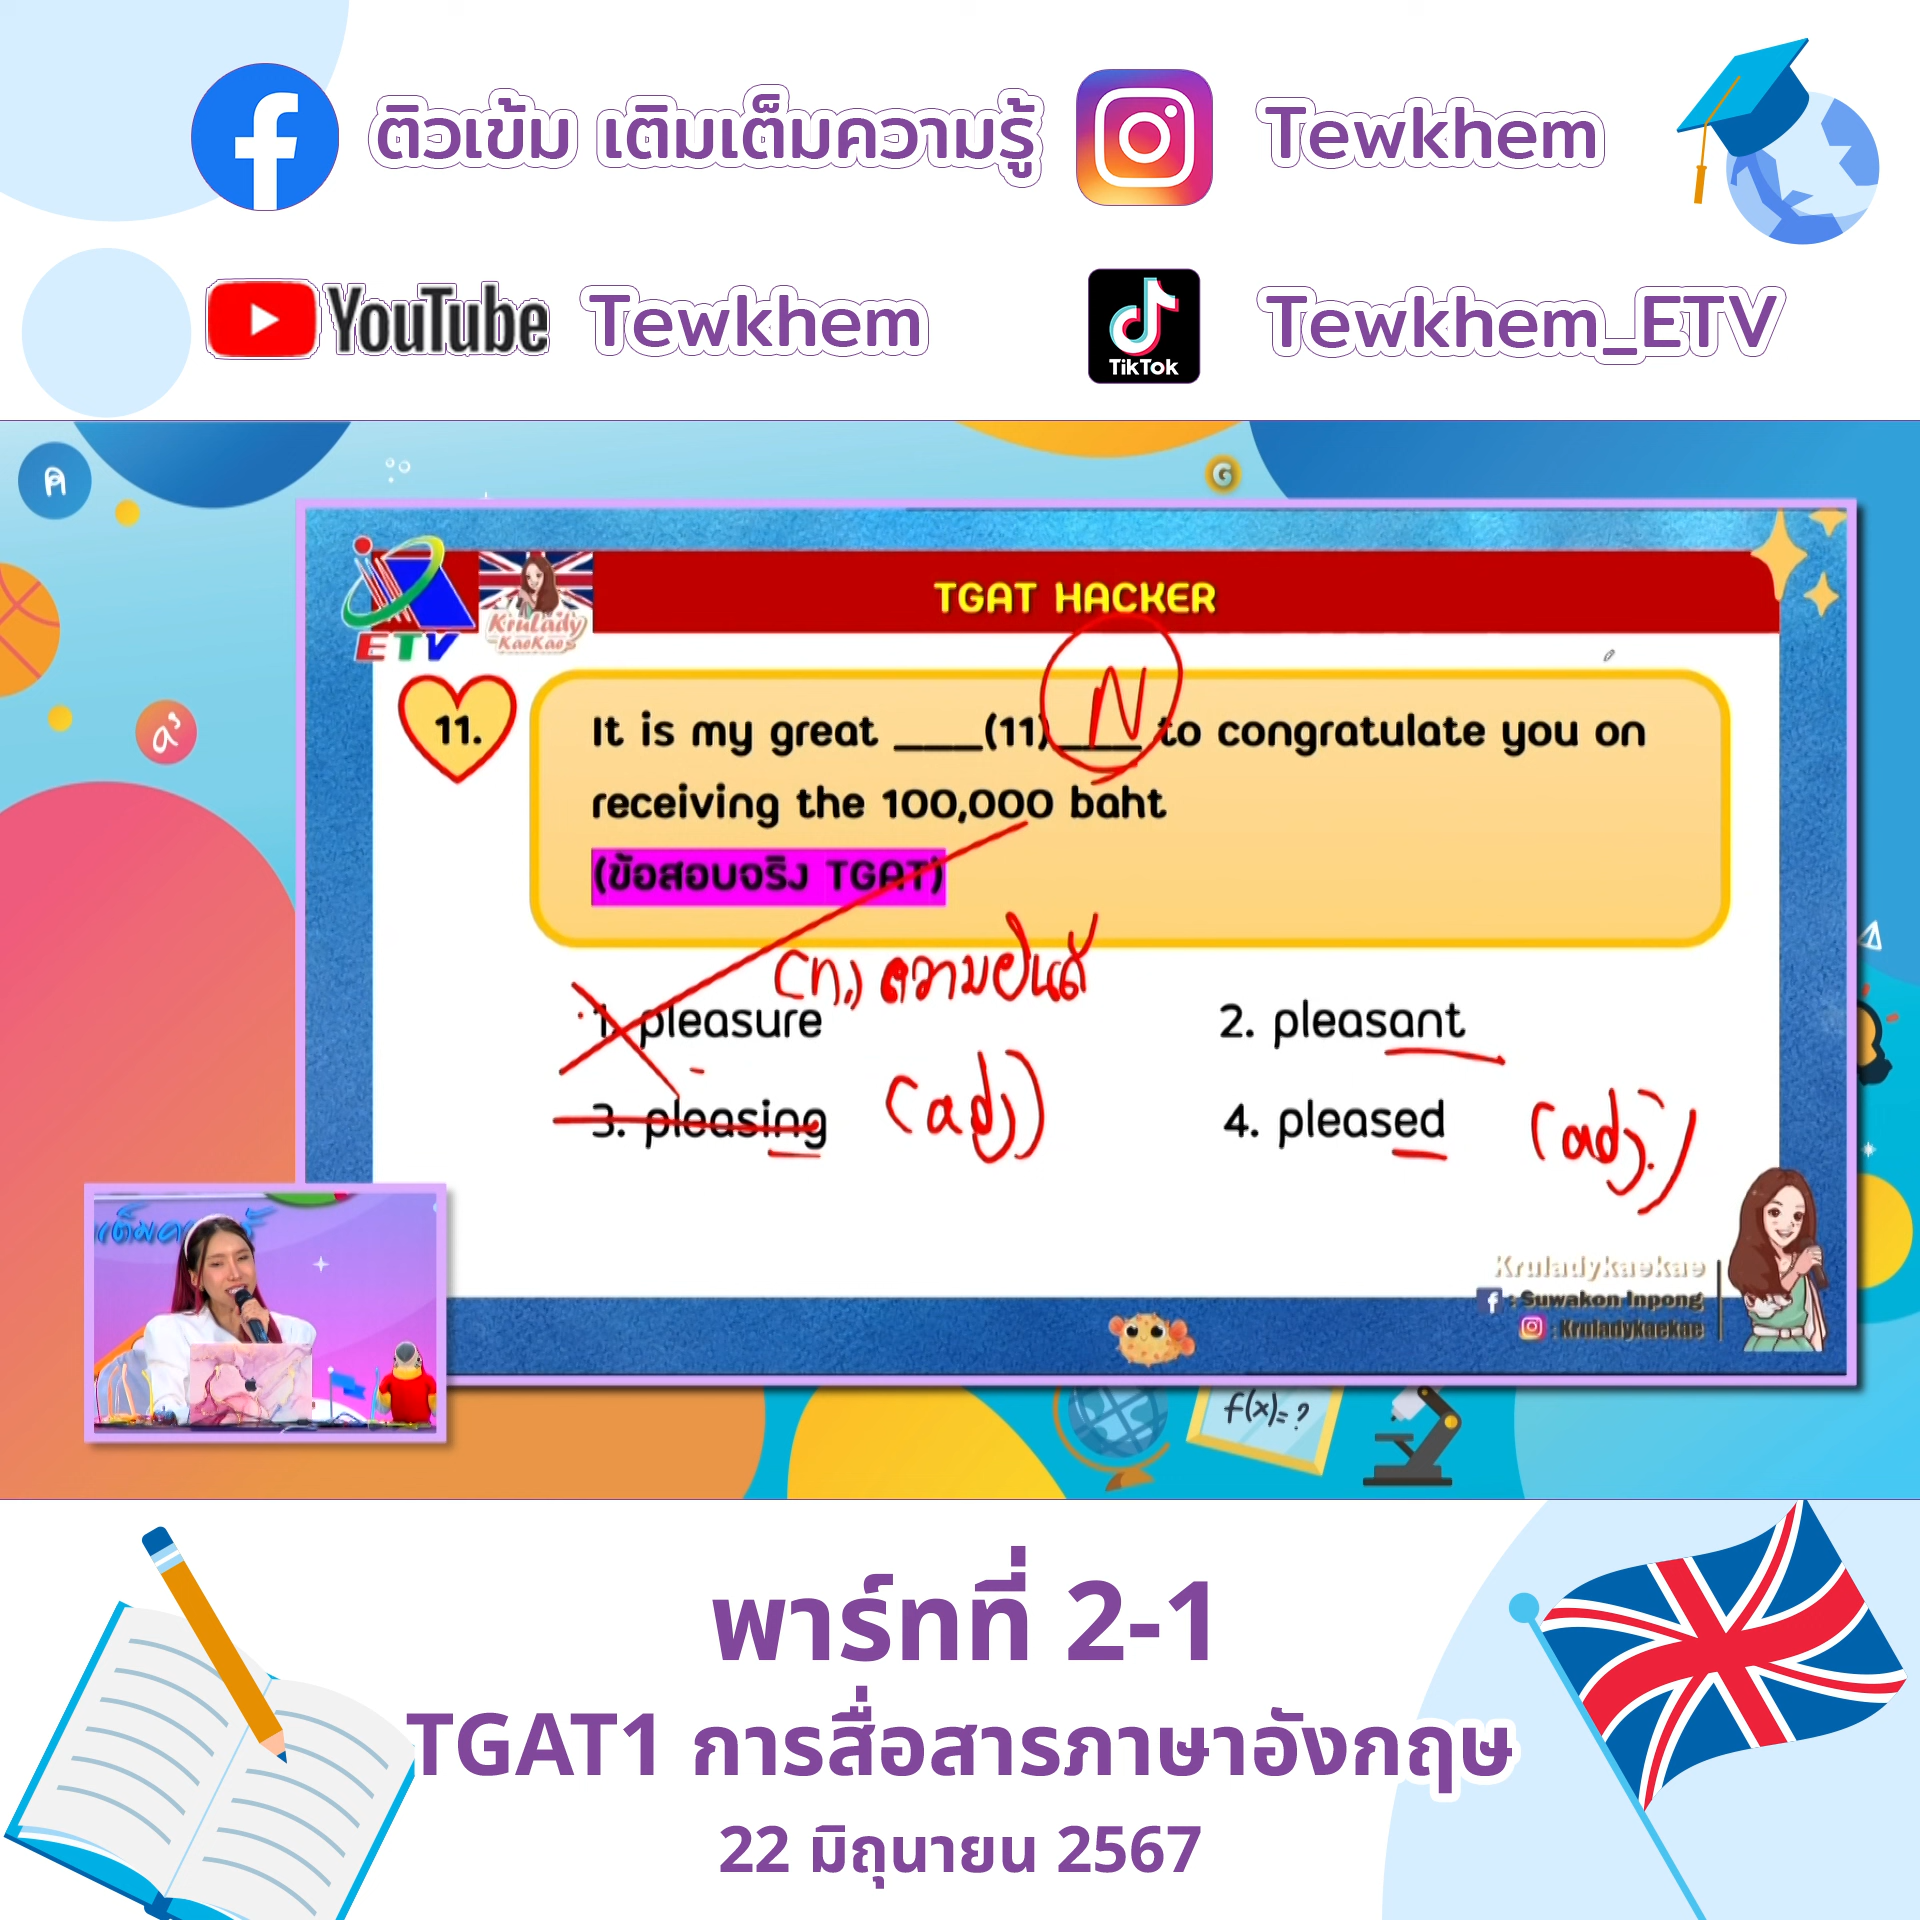 ติวเข้ม เติมเต็มความรู้
Tewkhem
YouTube
Tewkhem
TikTok
Tewkhem_ETV
ค
G
ส่
ETV
KruLady
KaeKae
TGAT HACKER
11.
It is my great ____(11)____ to congratulate you on
N
receiving the 100,000 baht
(ข้อสอบจริง TGAT)
(n.) ความยินดี
1. pleasure
2. pleasant
3. pleasing (adj)
4. pleased (adj.)
Kruladykaekae
: Suwakon Inpong
: Kruladykaekae
f(x)=?
พาร์ทที่ 2-1
TGAT1 การสื่อสารภาษาอังกฤษ
22 มิถุนายน 2567